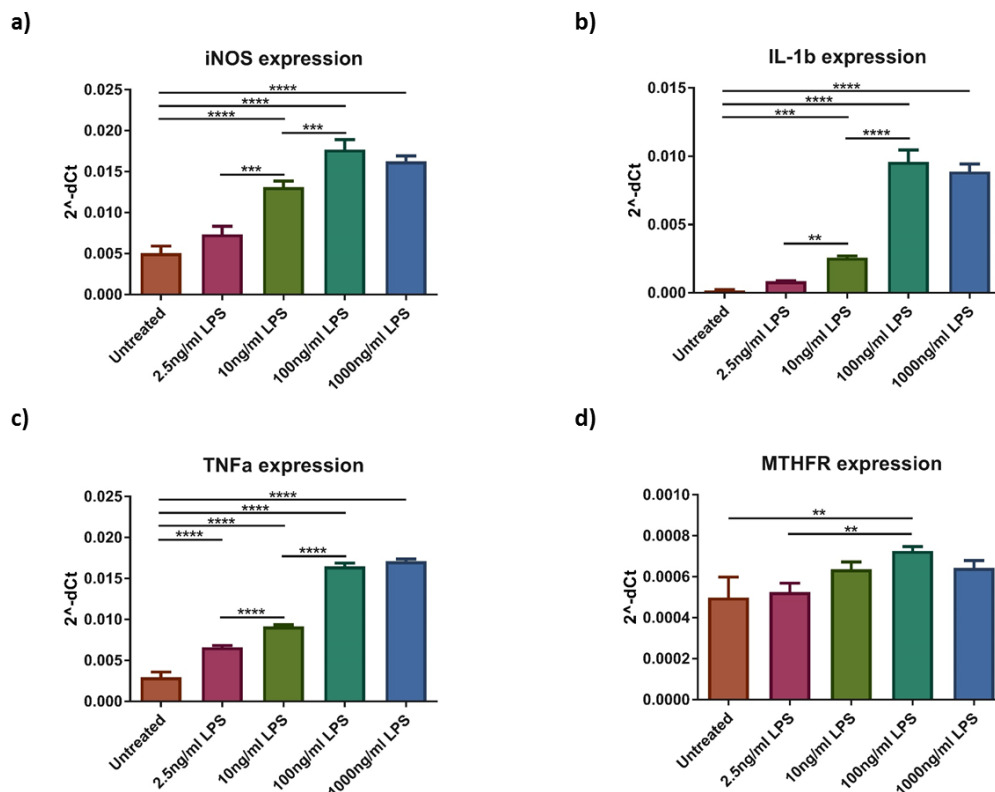 a)
iNOS expression
2^-dCt
0.025
0.020
0.015
0.010
0.005
0.000
****
****
****
***
***
Untreated
2.5ng/ml LPS
10ng/ml LPS
100ng/ml LPS
1000ng/ml LPS
b)
IL-1b expression
2^-dCt
0.015
0.010
0.005
0.000
****
****
***
****
**
Untreated
2.5ng/ml LPS
10ng/ml LPS
100ng/ml LPS
1000ng/ml LPS
c)
TNFa expression
2^-dCt
0.025
0.020
0.015
0.010
0.005
0.000
****
****
****
****
****
****
Untreated
2.5ng/ml LPS
10ng/ml LPS
100ng/ml LPS
1000ng/ml LPS
d)
MTHFR expression
2^-dCt
0.0010
0.0008
0.0006
0.0004
0.0002
0.0000
**
**
Untreated
2.5ng/ml LPS
10ng/ml LPS
100ng/ml LPS
1000ng/ml LPS